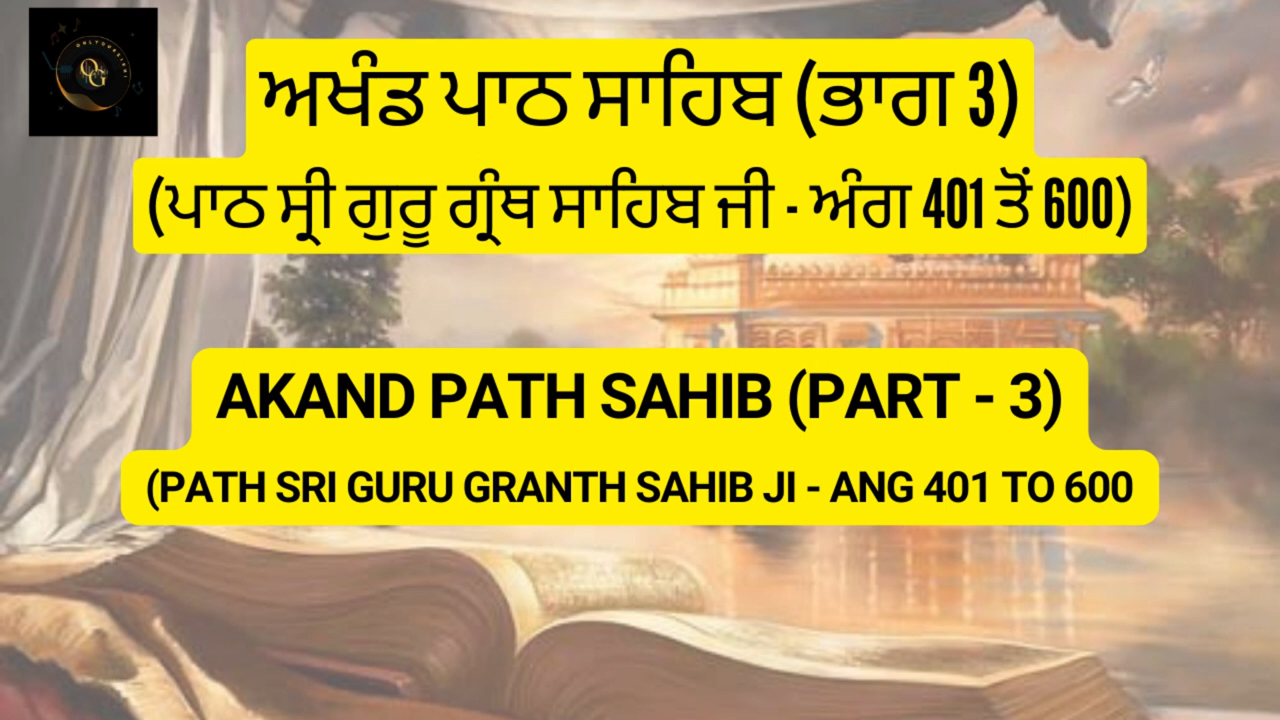 ਅਖੰਡ ਪਾਠ ਸਾਹਿਬ (ਭਾਗ 3)
(ਪਾਠ ਸ੍ਰੀ ਗੁਰੂ ਗ੍ਰੰਥ ਸਾਹਿਬ ਜੀ - ਅੰਗ 401 ਤੋਂ 600)
AKAND PATH SAHIB (PART - 3)
(PATH SRI GURU GRANTH SAHIB JI - ANG 401 TO 600